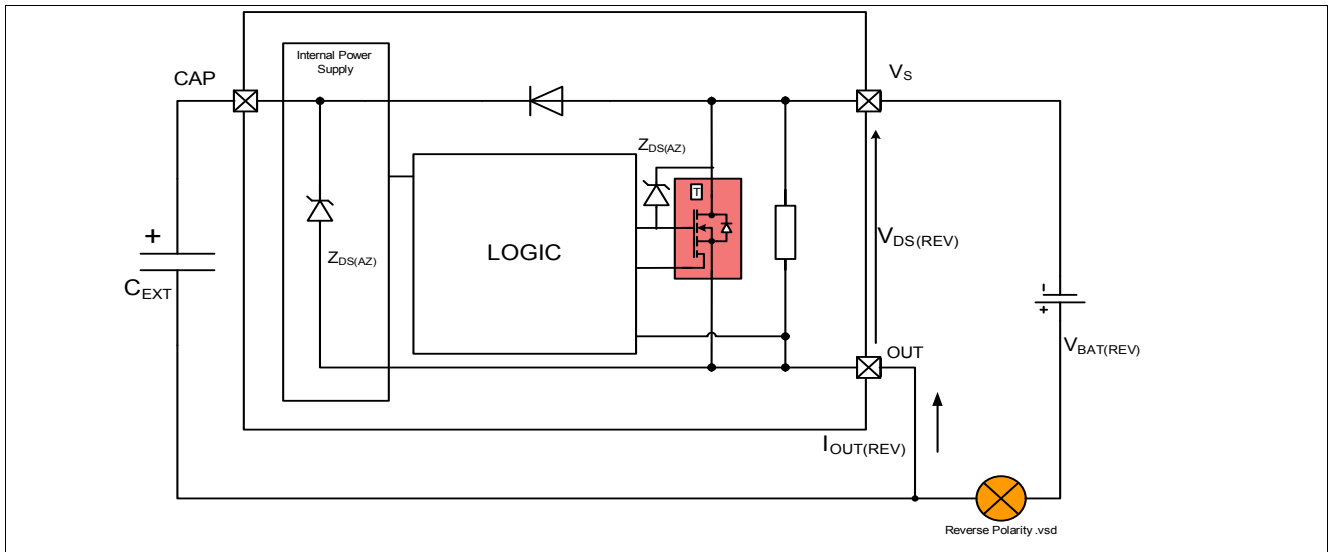 Internal Power
Supply
CAP
VS
ZDS(AZ)
T
LOGIC
VDS(REV)
ZDS(AZ)
+
CEXT
-
+
VBAT(REV)
OUT
IOUT(REV)
Reverse Polarity .vsd